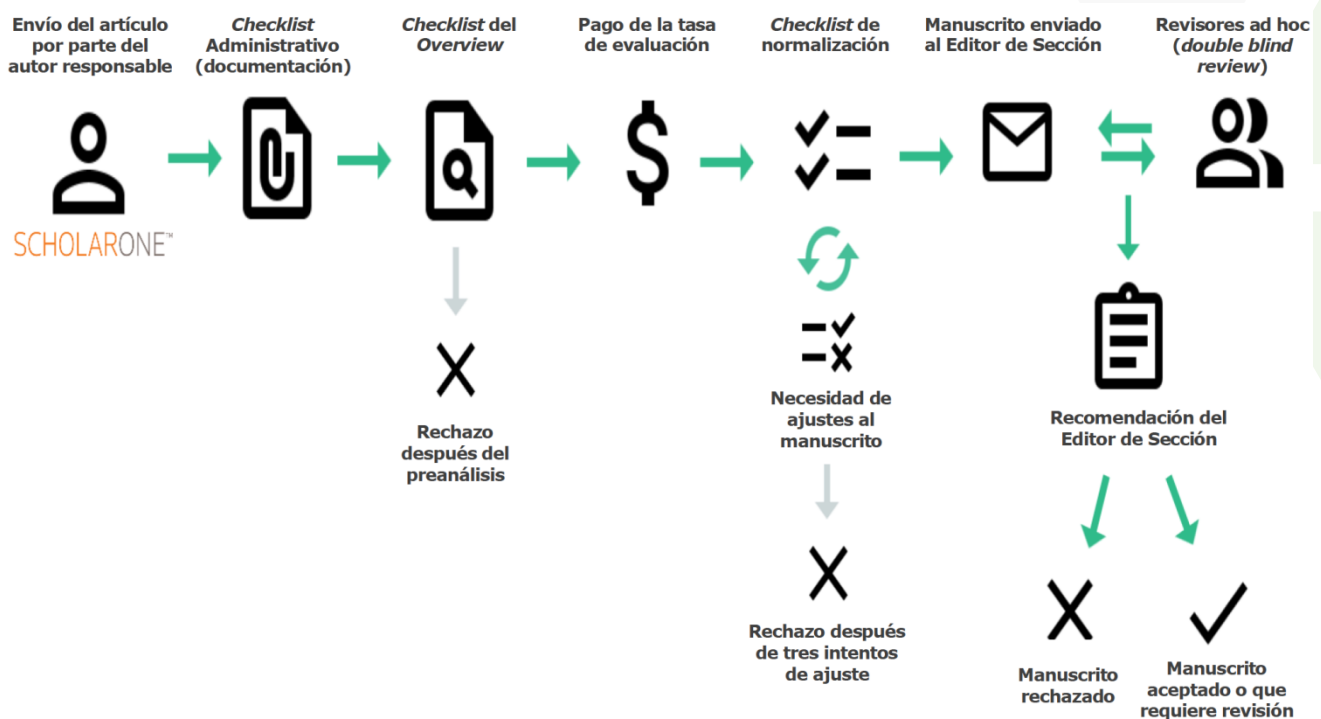 Envío del artículo
por parte del
autor responsable
Checklist
Administrativo
(documentación)
Checklist del
Overview
Pago de la tasa
de evaluación
Checklist de
normalización
Manuscrito enviado
al Editor de Sección
Revisores ad hoc
(double blind
review)
$
SCHOLARONE™
Rechazo
después del
preanálisis
Necesidad de
ajustes al
manuscrito
Rechazo después
de tres intentos
de ajuste
Recomendación del
Editor de Sección
Manuscrito
rechazado
Manuscrito
aceptado o que
requiere revisión